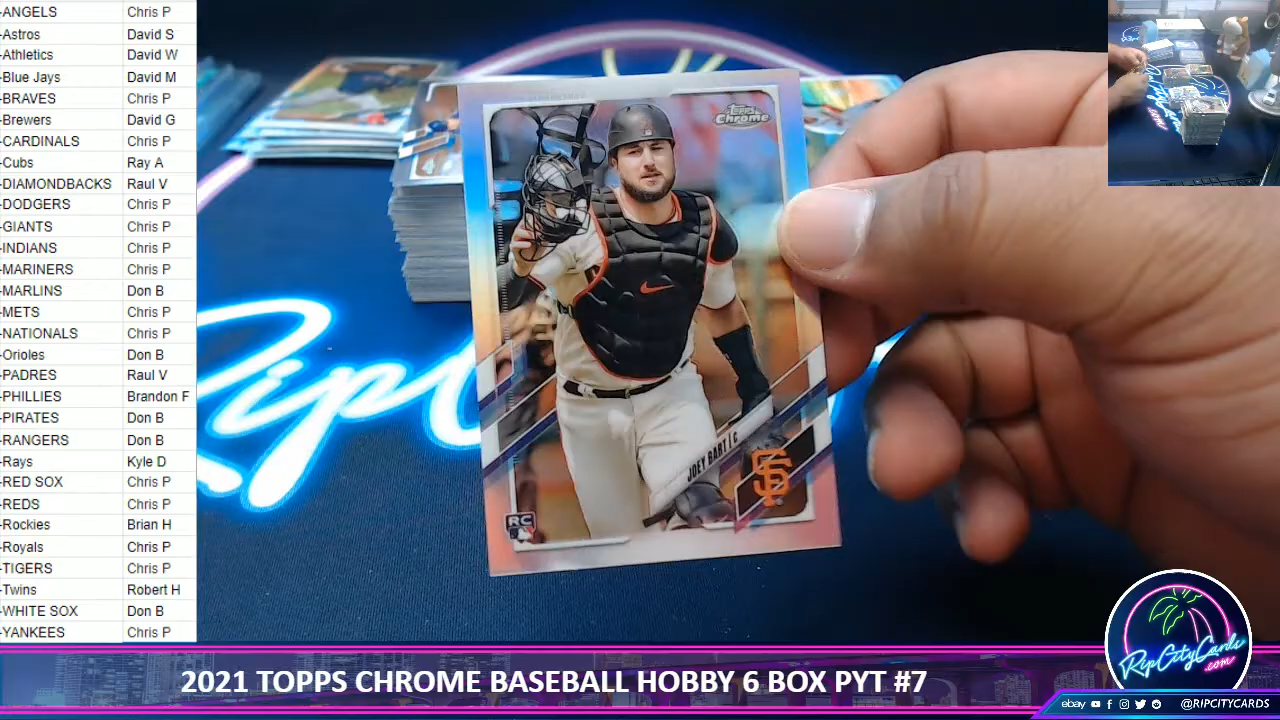 -ANGELS Chris P
-Astros David S
-Athletics David W
-Blue Jays David M
-BRAVES Chris P
-Brewers David G
-CARDINALS Chris P
-Cubs Ray A
-DIAMONDBACKS Raul V
-DODGERS Chris P
-GIANTS Chris P
-INDIANS Chris P
-MARINERS Chris P
-MARLINS Don B
-METS Chris P
-NATIONALS Chris P
-Orioles Don B
-PADRES Raul V
-PHILLIES Brandon F
-PIRATES Don B
-RANGERS Don B
-Rays Kyle D
-RED SOX Chris P
-REDS Chris P
-Rockies Brian H
-Royals Chris P
-TIGERS Chris P
-Twins Robert H
-WHITE SOX Don B
-YANKEES Chris P
Topps
Chrome
JOEY BART | C
SF
RC
Rip
RipCityCards
.com
2021 TOPPS CHROME BASEBALL HOBBY 6 BOX PYT #7
ebay @RIPCITYCARDS